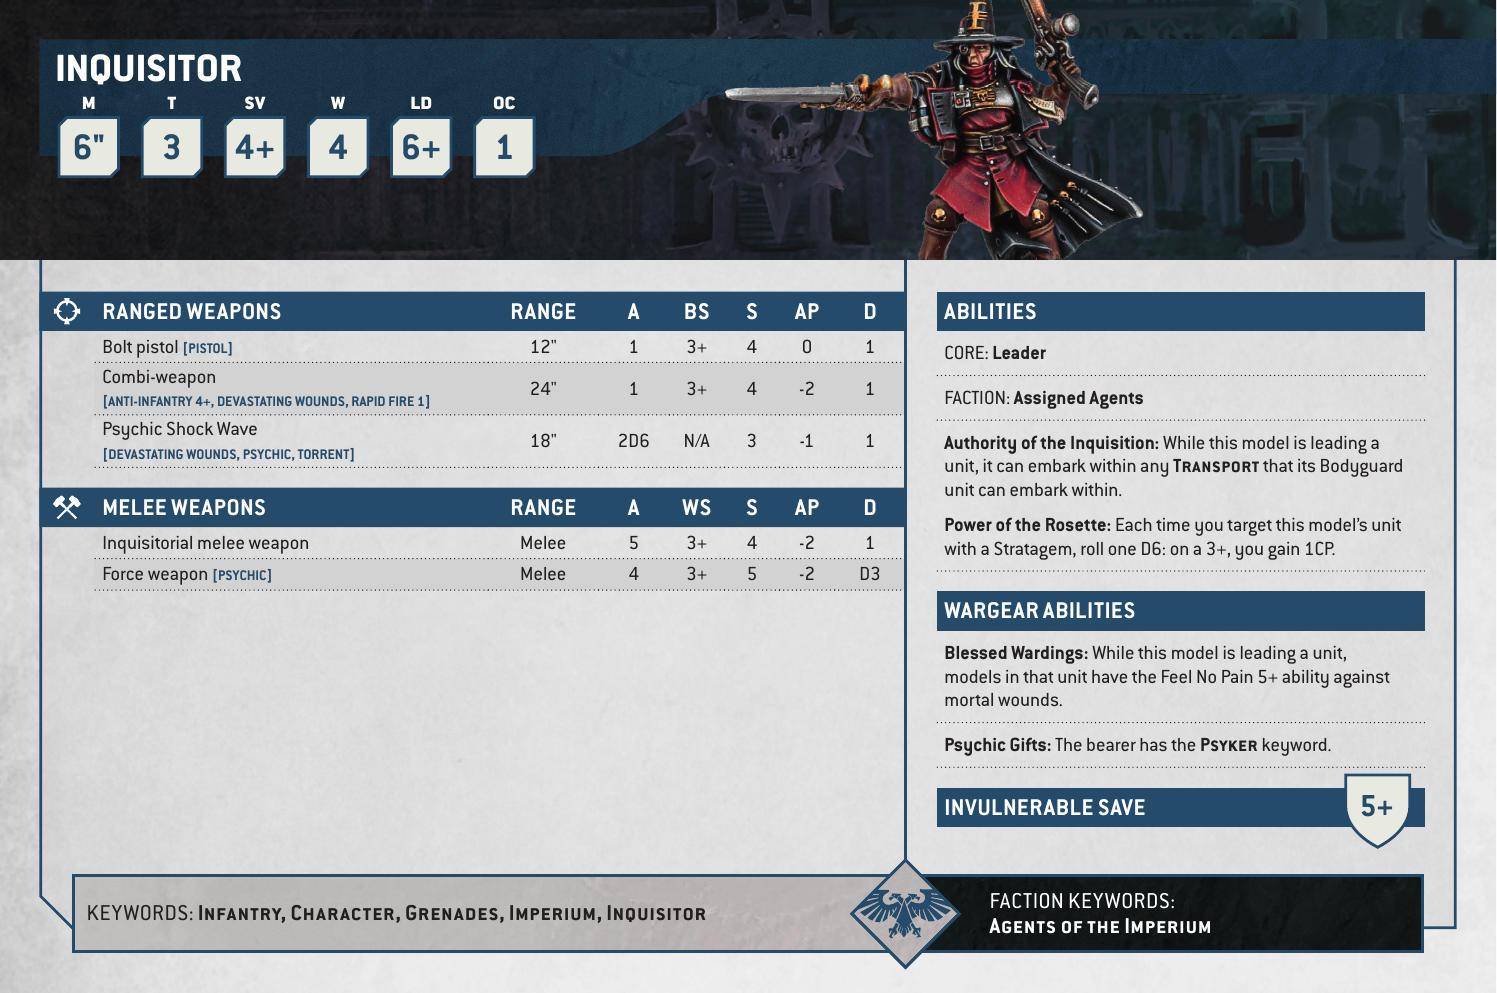 INQUISITOR
M T SV W LD OC
6" 3 4+ 4 6+ 1
RANGED WEAPONS RANGE A BS S AP D
Bolt pistol [PISTOL] 12" 1 3+ 4 0 1
Combi-weapon
[ANTI-INFANTRY 4+, DEVASTATING WOUNDS, RAPID FIRE 1] 24" 1 3+ 4 -2 1
Psychic Shock Wave
[DEVASTATING WOUNDS, PSYCHIC, TORRENT] 18" 2D6 N/A 3 -1 1
MELEE WEAPONS RANGE A WS S AP D
Inquisitorial melee weapon Melee 5 3+ 4 -2 1
Force weapon [PSYCHIC] Melee 4 3+ 5 -2 D3
ABILITIES
CORE: Leader
FACTION: Assigned Agents
Authority of the Inquisition: While this model is leading a
unit, it can embark within any TRANSPORT that its Bodyguard
unit can embark within.
Power of the Rosette: Each time you target this model's unit
with a Stratagem, roll one D6: on a 3+, you gain 1CP.
WARGEAR ABILITIES
Blessed Wardings: While this model is leading a unit,
models in that unit have the Feel No Pain 5+ ability against
mortal wounds.
Psychic Gifts: The bearer has the PSYKER keyword.
INVULNERABLE SAVE 5+
KEYWORDS: INFANTRY, CHARACTER, GRENADES, IMPERIUM, INQUISITOR
FACTION KEYWORDS:
AGENTS OF THE IMPERIUM